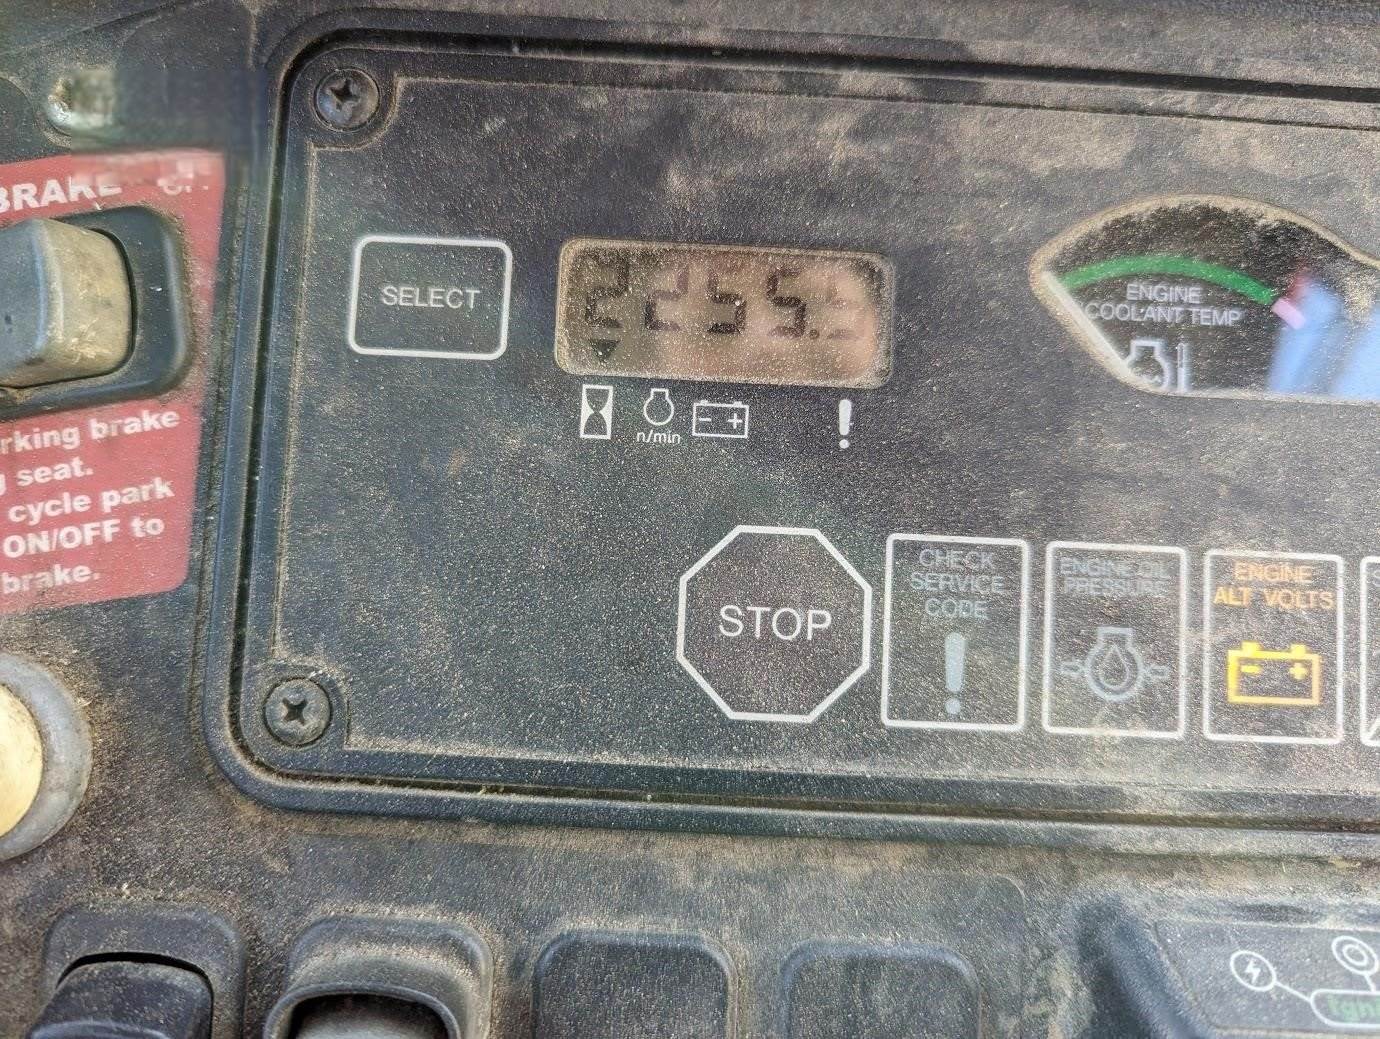 BRAKE
rking brake
seat.
cycle park
ON/OFF to
brake.
SELECT
n/min
ENGINE
COOLANT TEMP
STOP
CHECK
SERVICE
CODE
ENGINE OIL
PRESSURE
ENGINE
ALT VOLTS